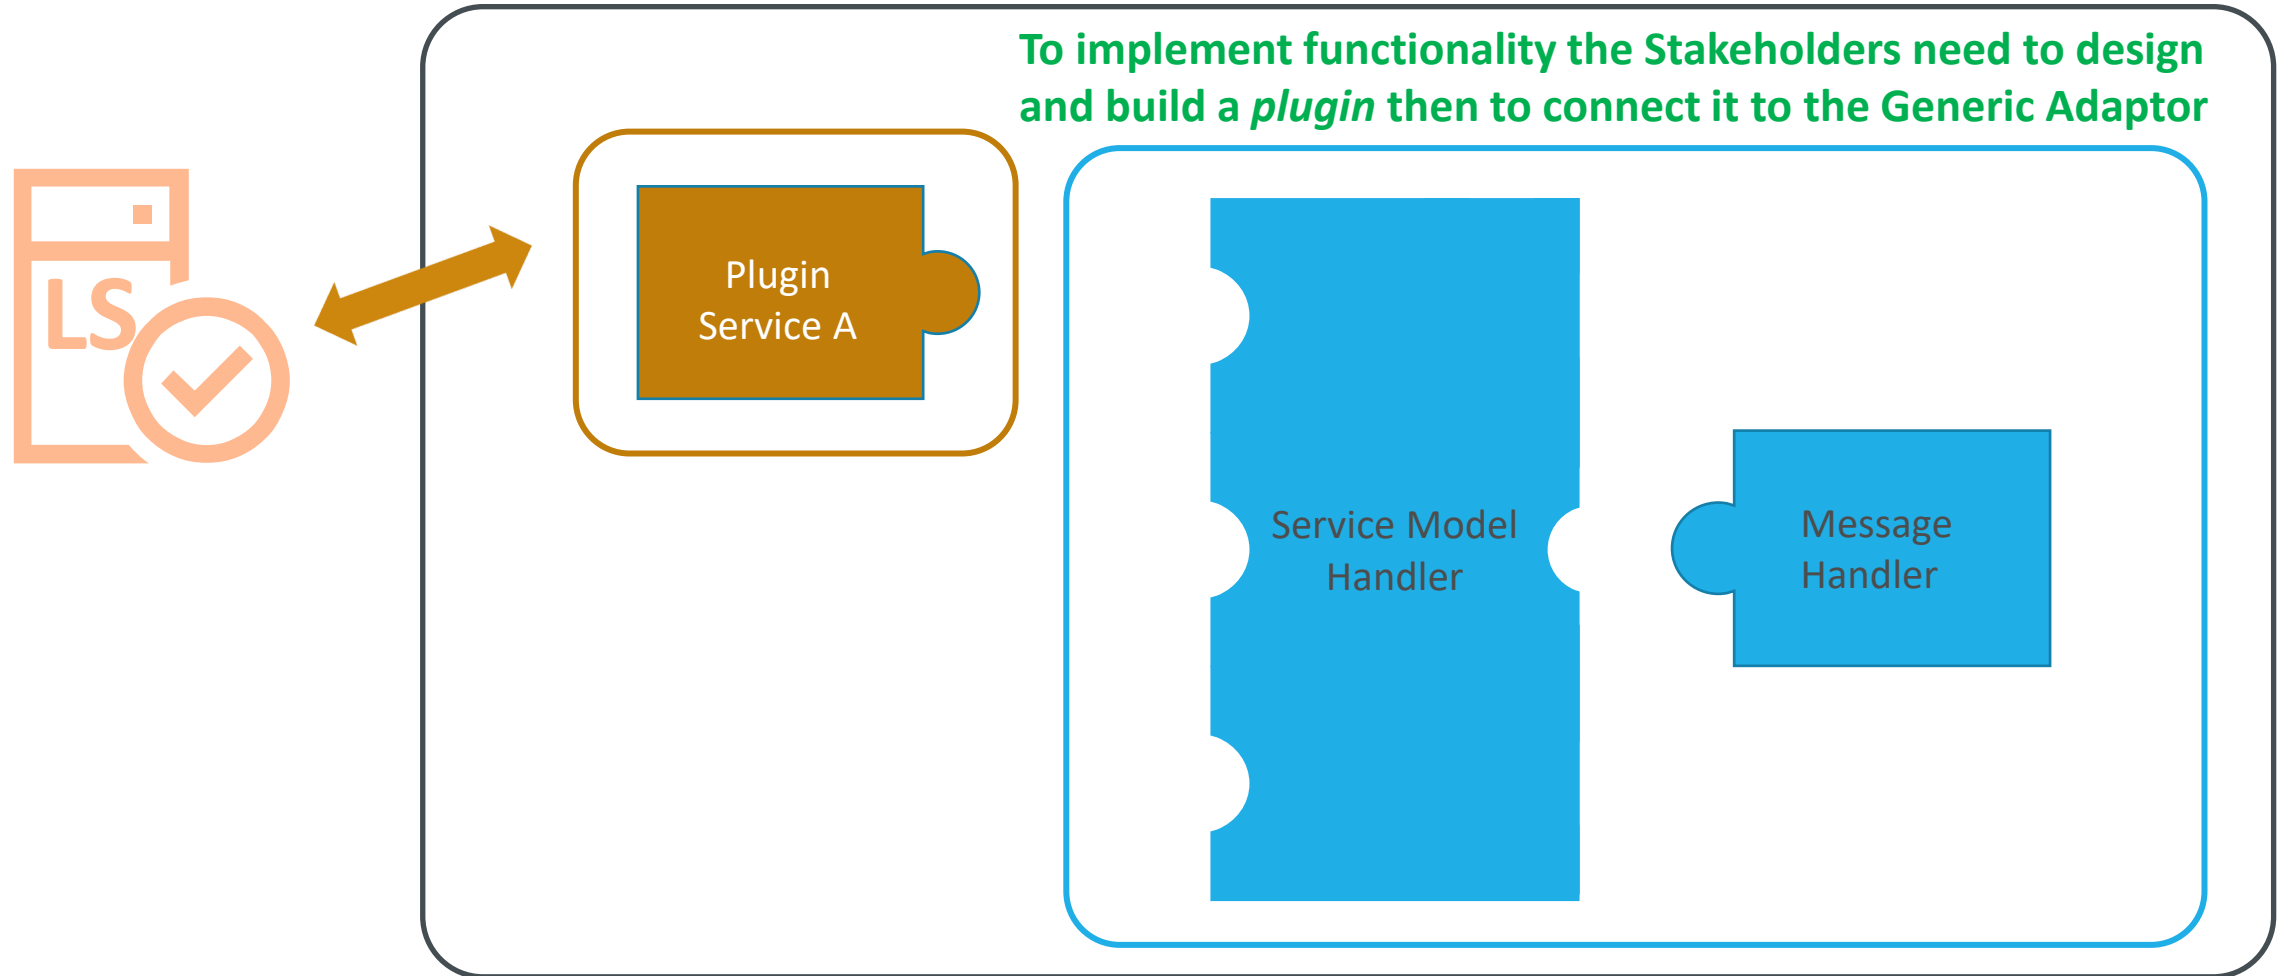 To implement functionality the Stakeholders need to design
and build a plugin then to connect it to the Generic Adaptor
LS
Plugin
Service A
Service Model
Handler
Message
Handler